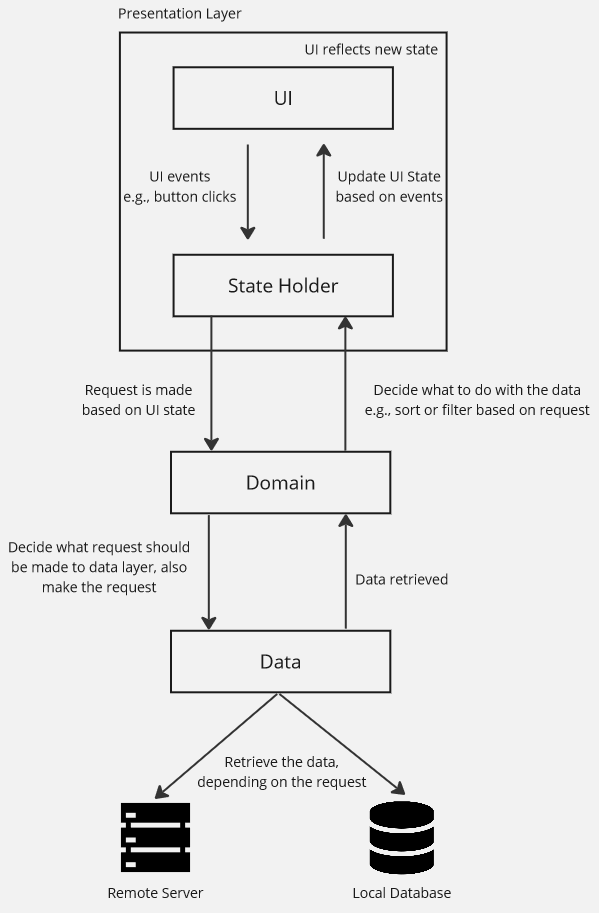 Presentation Layer
UI reflects new state
UI
UI events
e.g., button clicks
Update UI State
based on events
State Holder
Request is made
based on UI state
Decide what to do with the data
e.g., sort or filter based on request
Domain
Decide what request should
be made to data layer, also
make the request
Data retrieved
Data
Retrieve the data,
depending on the request
Remote Server
Local Database